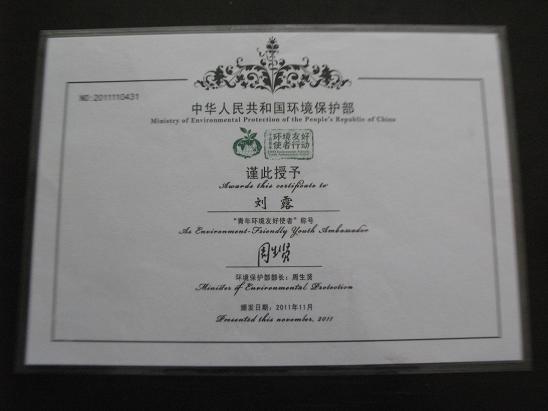 NO:2011110431
中华人民共和国环境保护部
Ministry of Environmental Protection of the People's Republic of China
环境友好
使者行动
谨此授予
Awards this certificate to
刘 露
"青年环境友好使者"称号
As Environment-Friendly Youth Ambassador
周生贤
环境保护部部长：周生贤
Minister of Environmental Protection
颁发日期：2011年11月
Presented this november, 2011